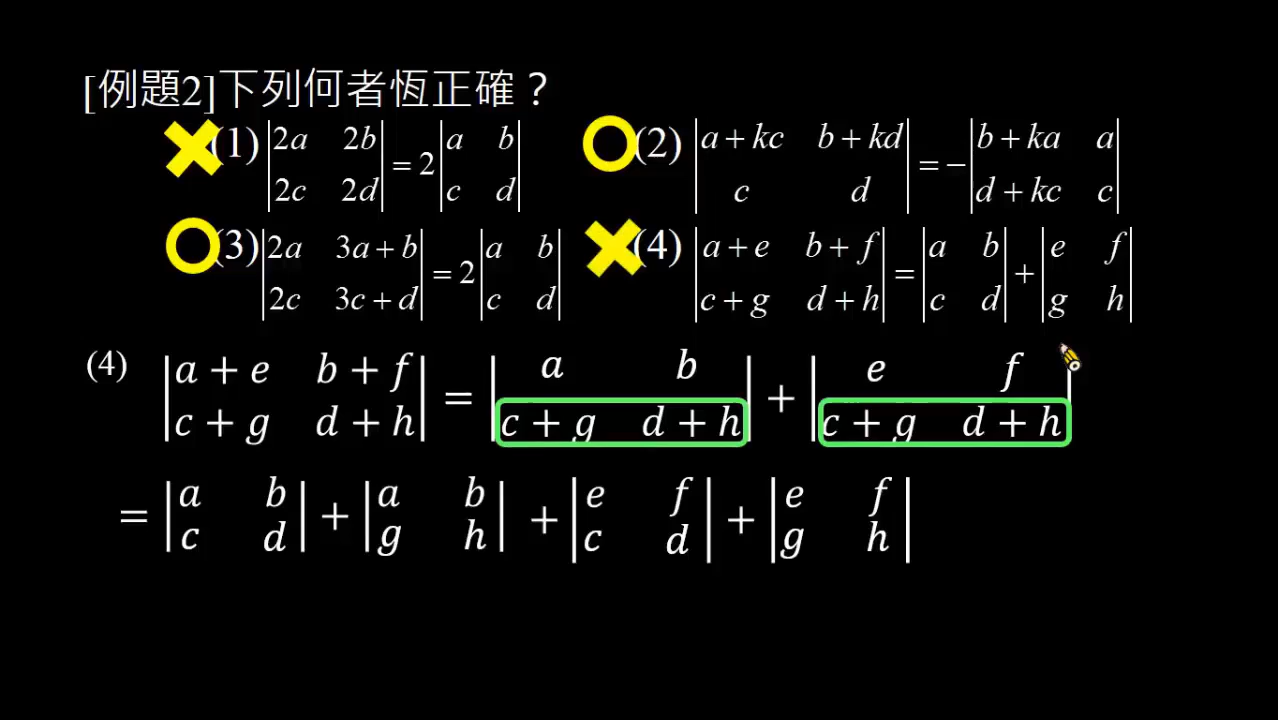 [例題2]下列何者恆正確？
(1) |2a 2b; 2c 2d| = 2 |a b; c d| (2) |a + kc b + kd; c d| = − |b + ka a; d + kc c|
(3) |2a 3a + b; 2c 3c + d| = 2 |a b; c d| (4) |a + e b + f; c + g d + h| = |a b; c d| + |e f; g h|
(4) |a + e b + f; c + g d + h| = |a b; c + g d + h| + |e f; c + g d + h|
= |a b; c d| + |a b; g h| + |e f; c d| + |e f; g h|